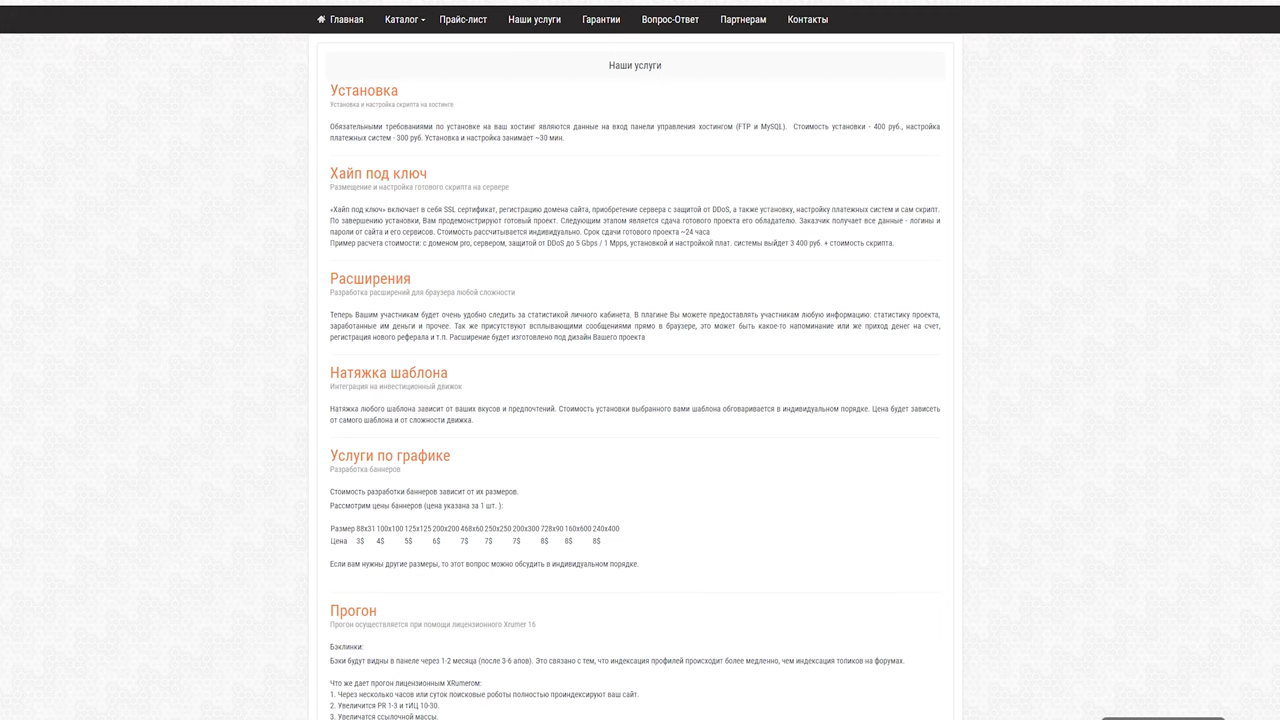 Главная Каталог Прайс-лист Наши услуги Гарантии Вопрос-Ответ Партнерам Контакты
Наши услуги
Установка
Установка и настройка скрипта на хостинге
Обязательными требованиями по установке на ваш хостинг являются данные на вход панели управления хостингом (FTP и MySQL). Стоимость установки - 400 руб., настройка
платежных систем - 300 руб. Установка и настройка занимает ~30 мин.
Хайп под ключ
Размещение и настройка готового скрипта на сервере
«Хайп под ключ» включает в себя SSL сертификат, регистрацию домена сайта, приобретение сервера с защитой от DDoS, а также установку, настройку платежных систем и сам скрипт.
По завершению установки, Вам продемонстрируют готовый проект. Следующим этапом является сдача готового проекта его обладателю. Заказчик получает все данные - логины и
пароли от сайта и его сервисов. Стоимость рассчитывается индивидуально. Срок сдачи готового проекта ~24 часа
Пример расчета стоимости: с доменом pro, сервером, защитой от DDoS до 5 Gbps / 1 Mpps, установкой и настройкой плат. системы выйдет 3 400 руб. + стоимость скрипта.
Расширения
Разработка расширений для браузера любой сложности
Теперь Вашим участникам будет очень удобно следить за статистикой личного кабинета. В плагине Вы можете предоставлять участникам любую информацию: статистику проекта,
заработанные им деньги и прочее. Так же присутствуют всплывающими сообщениями прямо в браузере, это может быть какое-то напоминание или же приход денег на счет,
регистрация нового реферала и т.п. Расширение будет изготовлено под дизайн Вашего проекта
Натяжка шаблона
Интеграция на инвестиционный движок
Натяжка любого шаблона зависит от ваших вкусов и предпочтений. Стоимость установки выбранного вами шаблона обговаривается в индивидуальном порядке. Цена будет зависеть
от самого шаблона и от сложности движка.
Услуги по графике
Разработка баннеров
Стоимость разработки баннеров зависит от их размеров.
Рассмотрим цены баннеров (цена указана за 1 шт. ):
Размер 88x31 100x100 125x125 200x200 468x60 250x250 200x300 728x90 160x600 240x400
Цена 3$ 4$ 5$ 6$ 7$ 7$ 7$ 8$ 8$ 8$
Если вам нужны другие размеры, то этот вопрос можно обсудить в индивидуальном порядке.
Прогон
Прогон осуществляется при помощи лицензионного Xrumer 16
Бэклинки:
Бэки будут видны в панеле через 1-2 месяца (после 3-6 апов). Это связано с тем, что индексация профилей происходит более медленно, чем индексация топиков на форумах.
Что же дает прогон лицензионным XRumerом:
1. Через несколько часов или суток поисковые роботы полностью проиндексируют ваш сайт.
2. Увеличится PR 1-3 и тИЦ 10-30.
3. Увеличатся ссылочной массы.